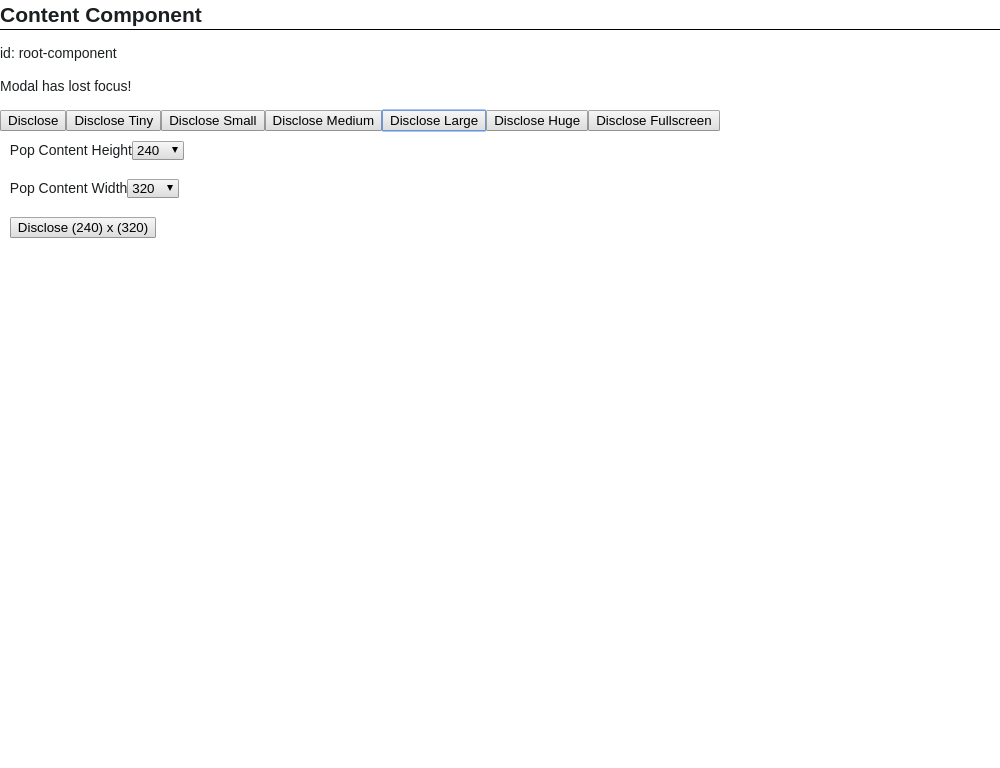 Content Component
id: root-component
Modal has lost focus!
Disclose Disclose Tiny Disclose Small Disclose Medium Disclose Large Disclose Huge Disclose Fullscreen
Pop Content Height 240
Pop Content Width 320
Disclose (240) x (320)